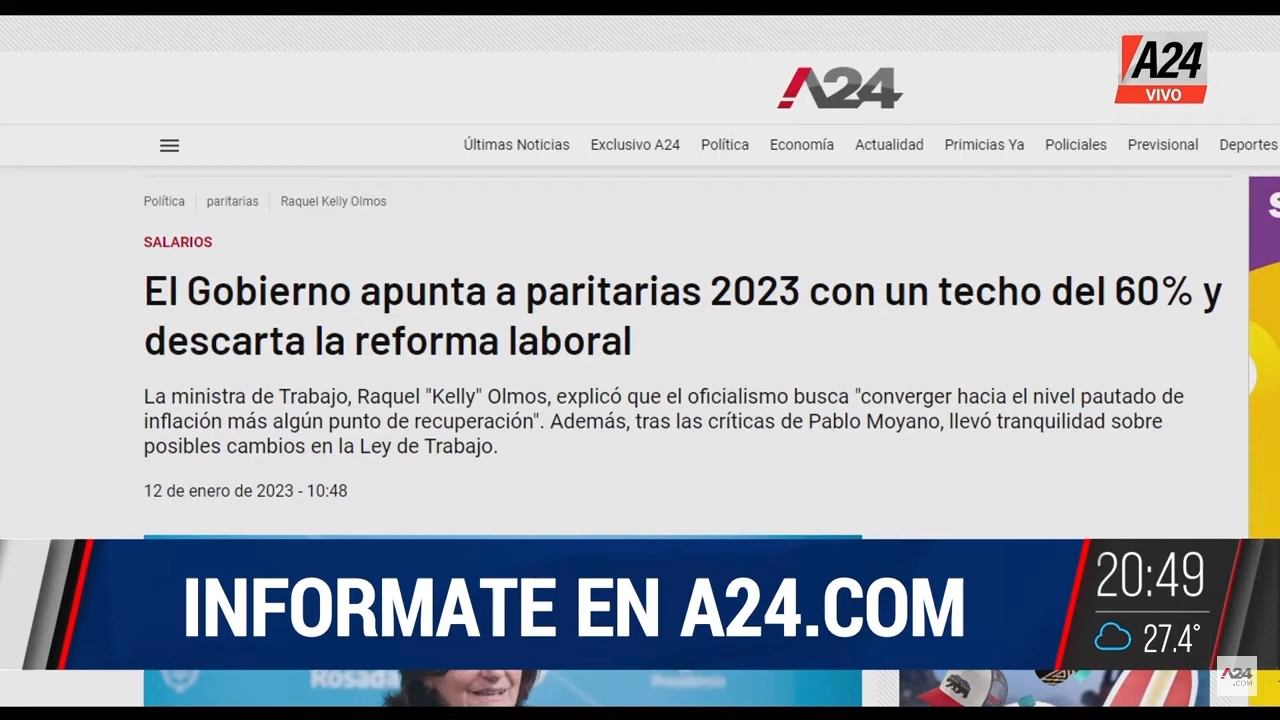 A24
A24
VIVO
Últimas Noticias Exclusivo A24 Política Economía Actualidad Primicias Ya Policiales Previsional Deportes
Política paritarias Raquel Kelly Olmos
SALARIOS
El Gobierno apunta a paritarias 2023 con un techo del 60% y
descarta la reforma laboral
La ministra de Trabajo, Raquel "Kelly" Olmos, explicó que el oficialismo busca "converger hacia el nivel pautado de
inflación más algún punto de recuperación". Además, tras las críticas de Pablo Moyano, llevó tranquilidad sobre
posibles cambios en la Ley de Trabajo.
12 de enero de 2023 - 10:48
INFORMATE EN A24.COM
20:49
27.4°
Rosada
Presidencia
A24
.COM